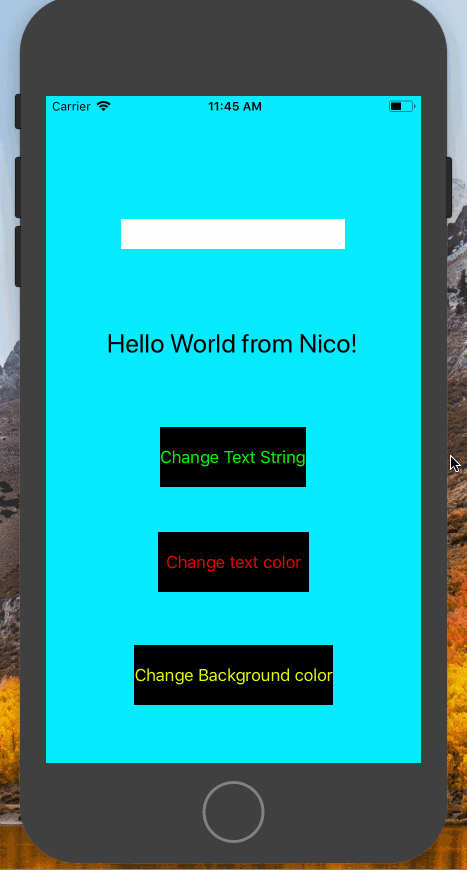 Carrier 11:45 AM
Hello World from Nico!
Change Text String
Change text color
Change Background color